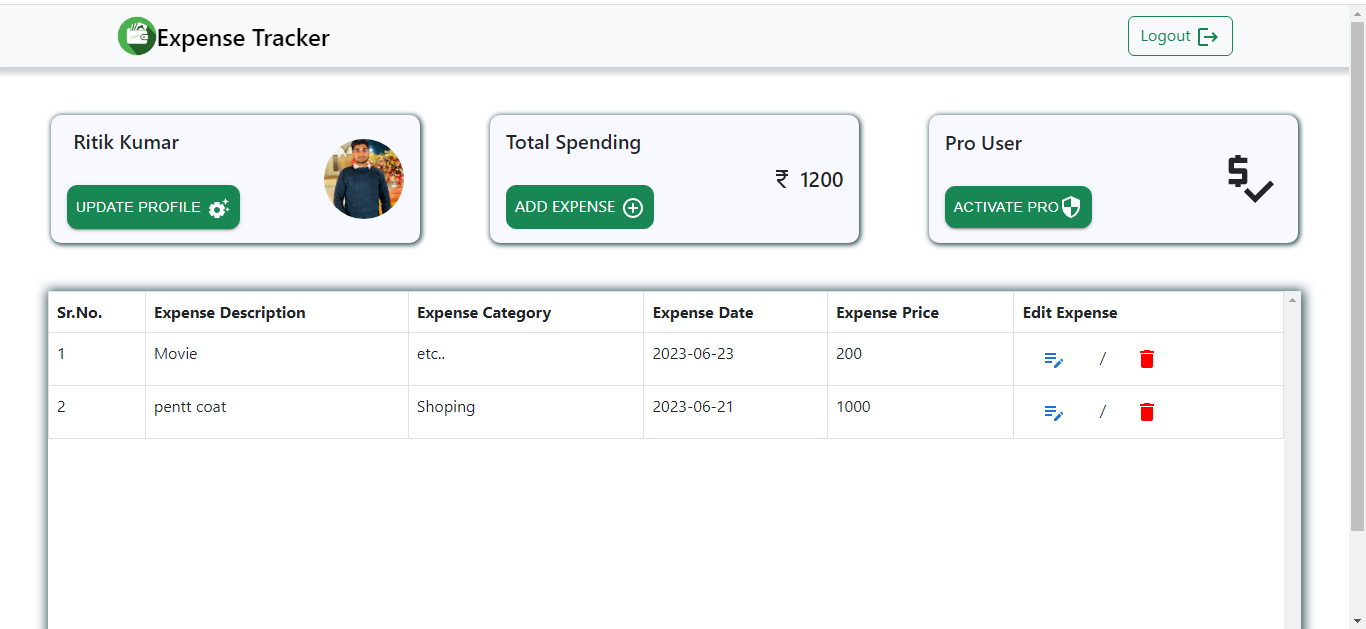 Expense Tracker
Logout
Ritik Kumar
UPDATE PROFILE
Total Spending
₹ 1200
ADD EXPENSE
Pro User
ACTIVATE PRO
Sr.No. Expense Description Expense Category Expense Date Expense Price Edit Expense
1 Movie etc.. 2023-06-23 200 /
2 pentt coat Shoping 2023-06-21 1000 /